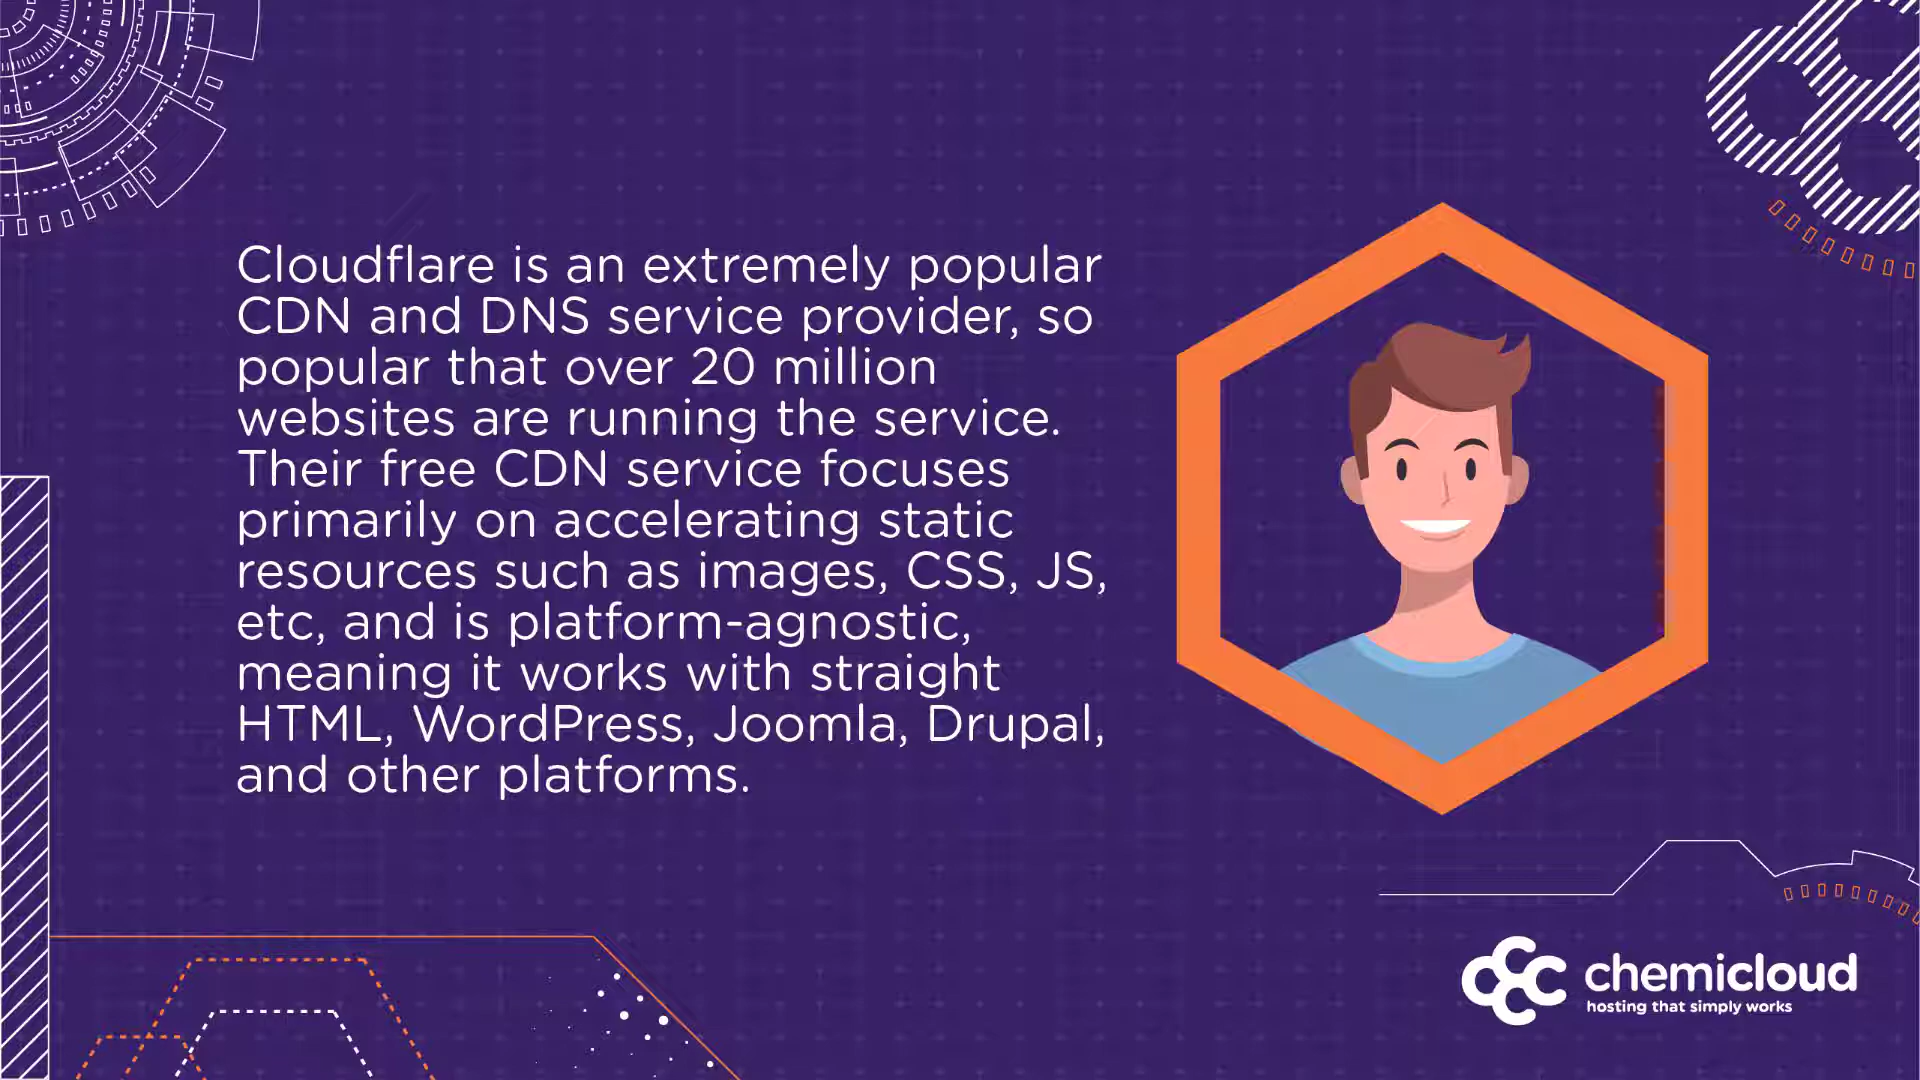 Cloudflare is an extremely popular
CDN and DNS service provider, so
popular that over 20 million
websites are running the service.
Their free CDN service focuses
primarily on accelerating static
resources such as images, CSS, JS,
etc, and is platform-agnostic,
meaning it works with straight
HTML, WordPress, Joomla, Drupal,
and other platforms.
chemicloud
hosting that simply works